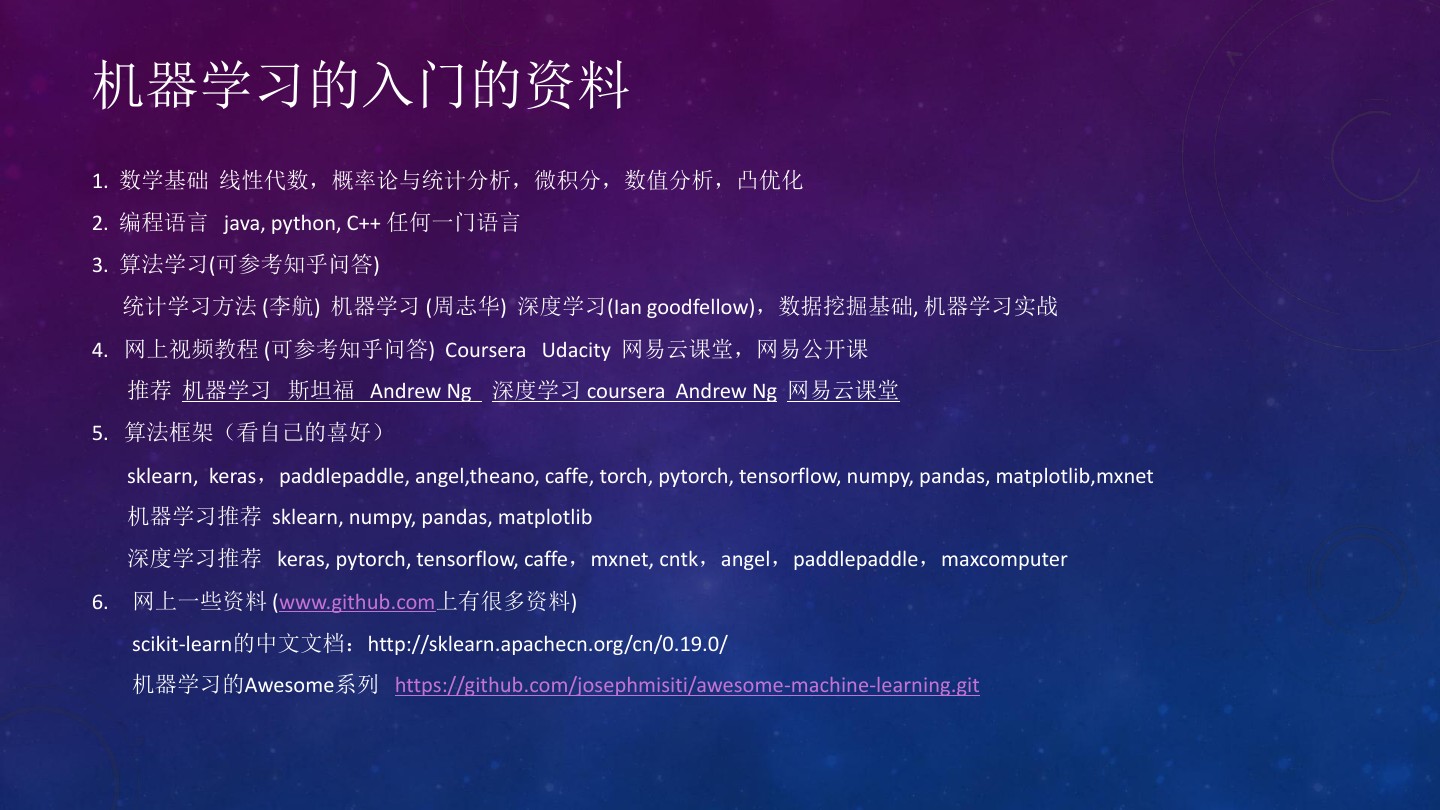 机器学习的入门的资料
1. 数学基础 线性代数，概率论与统计分析，微积分，数值分析，凸优化
2. 编程语言 java, python, C++ 任何一门语言
3. 算法学习(可参考知乎问答)
统计学习方法 (李航) 机器学习 (周志华) 深度学习(Ian goodfellow)，数据挖掘基础, 机器学习实战
4. 网上视频教程 (可参考知乎问答) Coursera Udacity 网易云课堂，网易公开课
推荐 机器学习 斯坦福 Andrew Ng 深度学习 coursera Andrew Ng 网易云课堂
5. 算法框架（看自己的喜好）
sklearn, keras，paddlepaddle, angel,theano, caffe, torch, pytorch, tensorflow, numpy, pandas, matplotlib,mxnet
机器学习推荐 sklearn, numpy, pandas, matplotlib
深度学习推荐 keras, pytorch, tensorflow, caffe，mxnet, cntk，angel，paddlepaddle，maxcomputer
6. 网上一些资料 (www.github.com上有很多资料)
scikit-learn的中文文档：http://sklearn.apachecn.org/cn/0.19.0/
机器学习的Awesome系列 https://github.com/josephmisiti/awesome-machine-learning.git